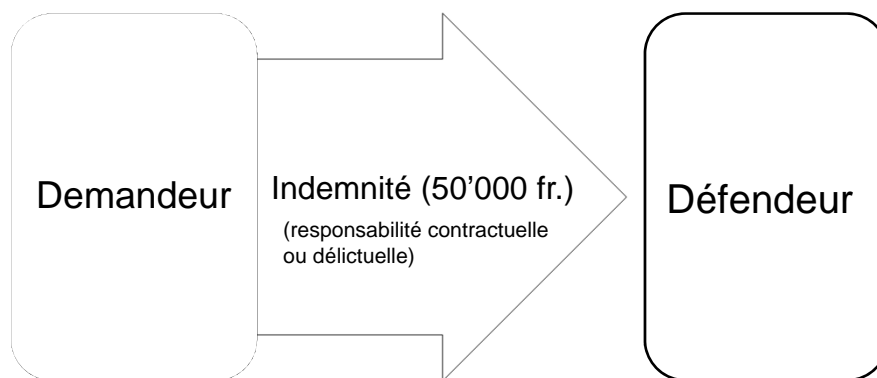 Demandeur
Indemnité (50’000 fr.)
(responsabilité contractuelle
ou délictuelle)
Défendeur